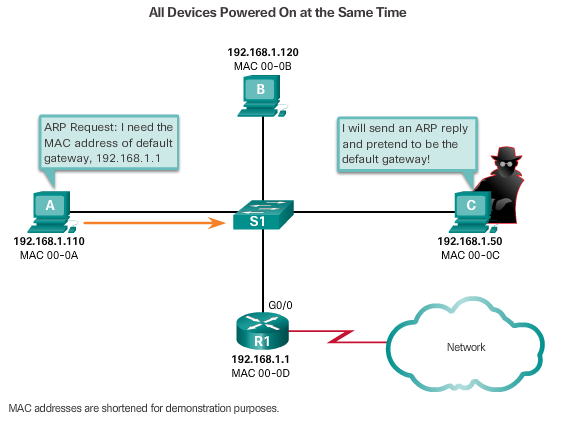 All Devices Powered On at the Same Time
192.168.1.120
MAC 00-0B
B
ARP Request: I need the
MAC address of default
gateway, 192.168.1.1
I will send an ARP reply
and pretend to be the
default gateway!
A
S1
C
192.168.1.110
MAC 00-0A
192.168.1.50
MAC 00-0C
G0/0
R1
192.168.1.1
MAC 00-0D
Network
MAC addresses are shortened for demonstration purposes.